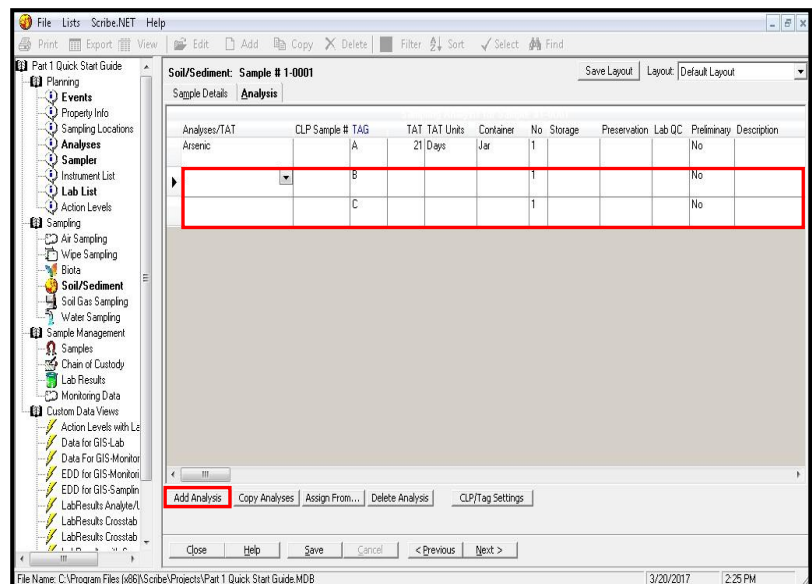 File Lists Scribe.NET Help
Print Export View Edit Add Copy Delete Filter Sort Select Find
Part 1 Quick Start Guide
Planning
Events
Property Info
Sampling Locations
Analyses
Sampler
Instrument List
Lab List
Action Levels
Sampling
Air Sampling
Wipe Sampling
Biota
Soil/Sediment
Soil Gas Sampling
Water Sampling
Sample Management
Samples
Chain of Custody
Lab Results
Monitoring Data
Custom Data Views
Action Levels with La
Data for GIS-Lab
Data For GIS-Monitor
EDD for GIS-Monitori
EDD for GIS-Samplin
LabResults Analyte/L
LabResults Crosstab
LabResults Crosstab
Soil/Sediment: Sample # 1-0001
Save Layout Layout: Default Layout
Sample Details Analysis
Analyses/TAT CLP Sample # TAG TAT TAT Units Container No Storage Preservation Lab QC Preliminary Description
Arsenic A 21 Days Jar 1 No
B 1 No
C 1 No
Add Analysis Copy Analyses Assign From... Delete Analysis CLP/Tag Settings
Close Help Save Cancel < Previous Next >
File Name: C:\Program Files (x86)\Scribe\Projects\Part 1 Quick Start Guide.MDB 3/20/2017 2:25 PM